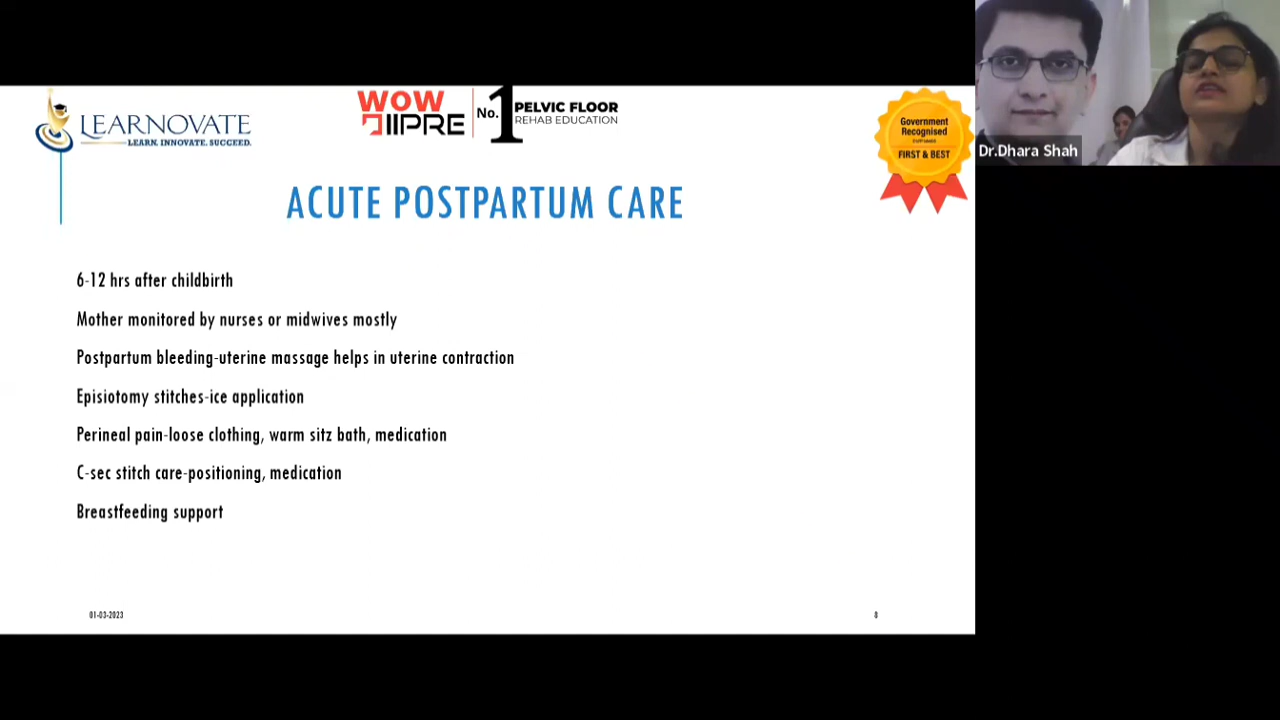 LEARNOVATE
LEARN. INNOVATE. SUCCEED.
WOW
IIPRE
No.1
PELVIC FLOOR
REHAB EDUCATION
Government
Recognised
FIRST & BEST
Dr.Dhara Shah
ACUTE POSTPARTUM CARE
6-12 hrs after childbirth
Mother monitored by nurses or midwives mostly
Postpartum bleeding-uterine massage helps in uterine contraction
Episiotomy stitches-ice application
Perineal pain-loose clothing, warm sitz bath, medication
C-sec stitch care-positioning, medication
Breastfeeding support
01-03-2023
8